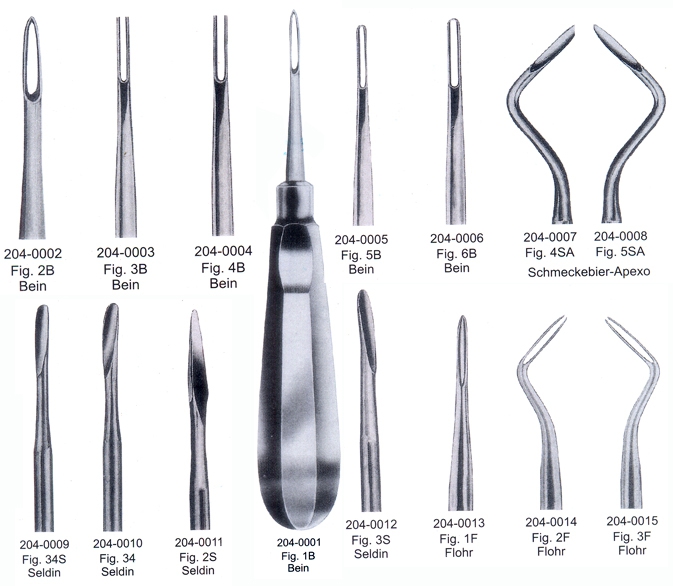 204-0002
Fig. 2B
Bein
204-0003
Fig. 3B
Bein
204-0004
Fig. 4B
Bein
204-0005
Fig. 5B
Bein
204-0006
Fig. 6B
Bein
204-0007
Fig. 4SA
204-0008
Fig. 5SA
Schmeckebier-Apexo
204-0009
Fig. 34S
Seldin
204-0010
Fig. 34
Seldin
204-0011
Fig. 2S
Seldin
204-0001
Fig. 1B
Bein
204-0012
Fig. 3S
Seldin
204-0013
Fig. 1F
Flohr
204-0014
Fig. 2F
Flohr
204-0015
Fig. 3F
Flohr